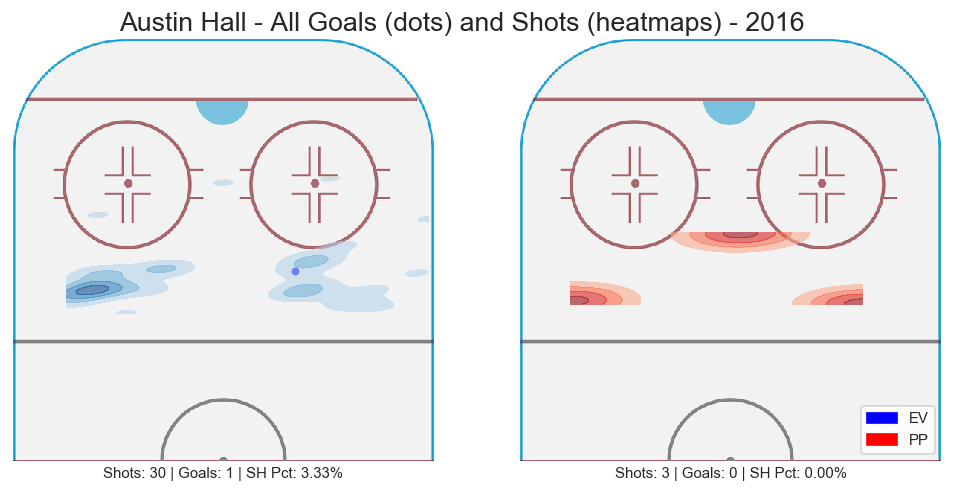 Austin Hall - All Goals (dots) and Shots (heatmaps) - 2016
EV
PP
Shots: 30 | Goals: 1 | SH Pct: 3.33%
Shots: 3 | Goals: 0 | SH Pct: 0.00%